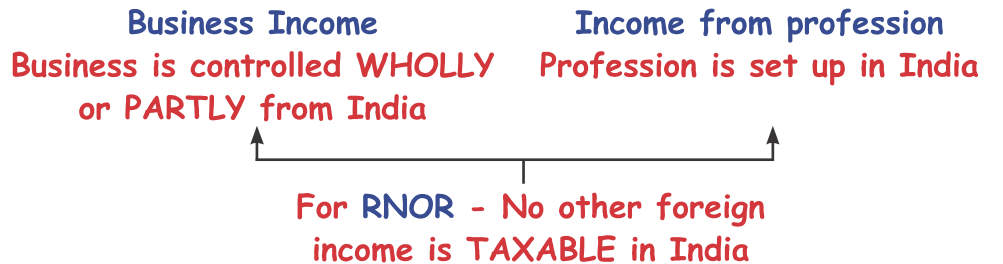 Business Income
Business is controlled WHOLLY
or PARTLY from India
Income from profession
Profession is set up in India
For RNOR - No other foreign
income is TAXABLE in India